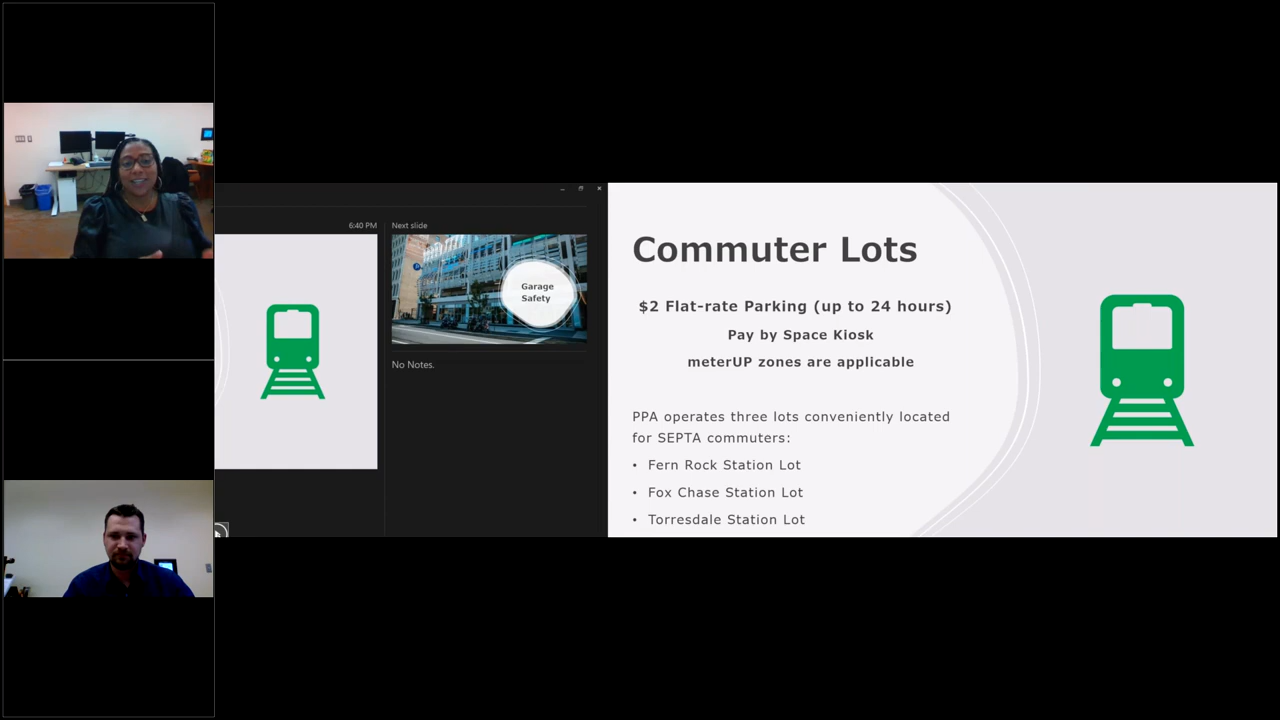 6:40 PM
Next slide
Garage
Safety
No Notes.
Commuter Lots
$2 Flat-rate Parking (up to 24 hours)
Pay by Space Kiosk
meterUP zones are applicable
PPA operates three lots conveniently located
for SEPTA commuters:
• Fern Rock Station Lot
• Fox Chase Station Lot
• Torresdale Station Lot